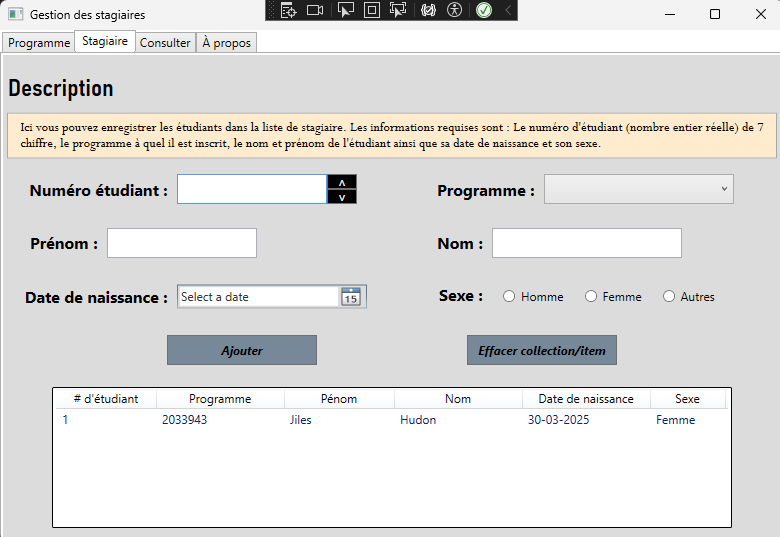 Gestion des stagiaires
Programme Stagiaire Consulter À propos
Description
Ici vous pouvez enregistrer les étudiants dans la liste de stagiaire. Les informations requises sont : Le numéro d'étudiant (nombre entier réelle) de 7
chiffre, le programme à quel il est inscrit, le nom et prénom de l'étudiant ainsi que sa date de naissance et son sexe.
Numéro étudiant : Programme :
Prénom : Nom :
Date de naissance : Select a date 15 Sexe : Homme Femme Autres
Ajouter Effacer collection/item
# d'étudiant Programme Pénom Nom Date de naissance Sexe
1 2033943 Jiles Hudon 30-03-2025 Femme